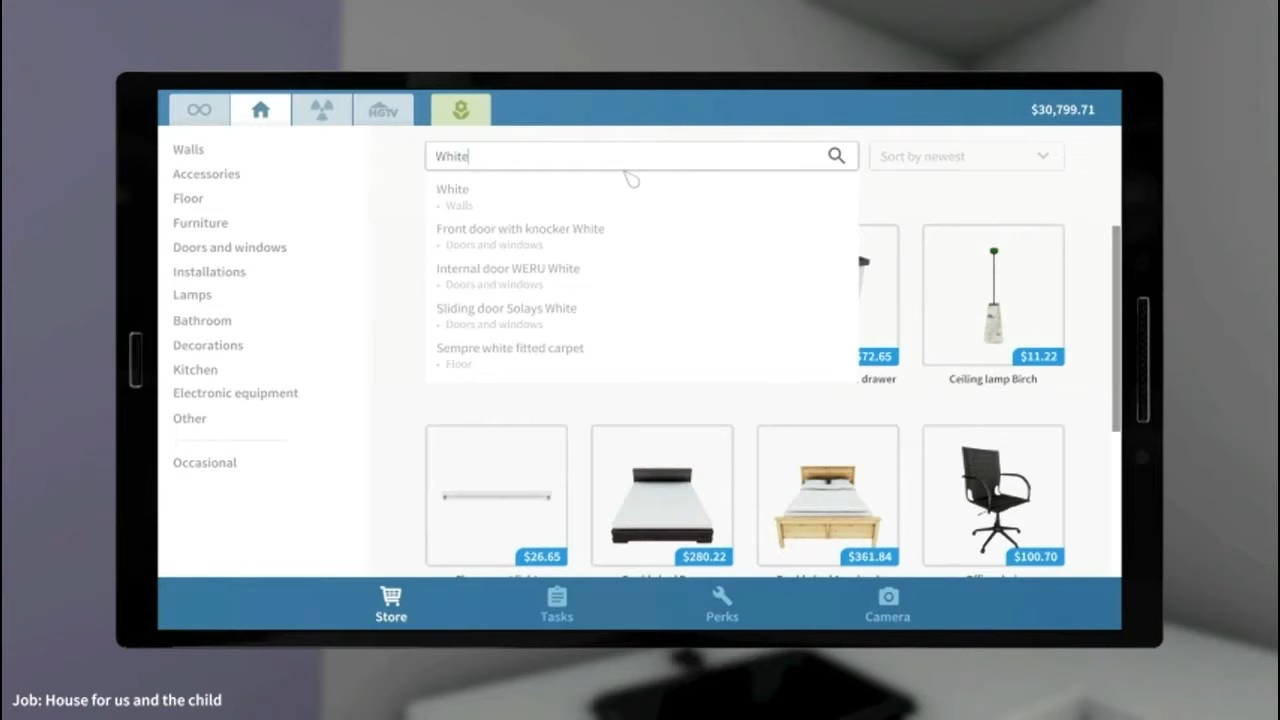 HGTV
$30,799.71
Walls
Accessories
Floor
Furniture
Doors and windows
Installations
Lamps
Bathroom
Decorations
Kitchen
Electronic equipment
Other
Occasional
White
Sort by newest
White
• Walls
Front door with knocker White
• Doors and windows
Internal door WERU White
• Doors and windows
Sliding door Solays White
• Doors and windows
Sempre white fitted carpet
• Floor
$72.65
$11.22
drawer
Ceiling lamp Birch
$26.65
$280.22
$361.84
$100.70
Store
Tasks
Perks
Camera
Job: House for us and the child